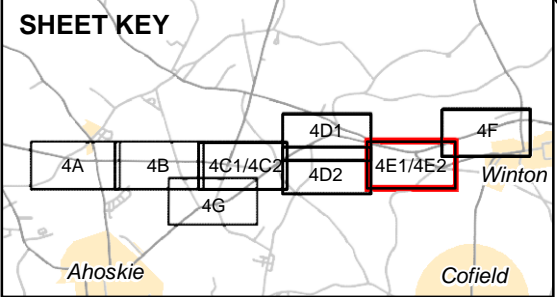 SHEET KEY
4D1
4F
4A
4B
4C1/4C2
4D2
4E1/4E2
Winton
4G
Ahoskie
Cofield